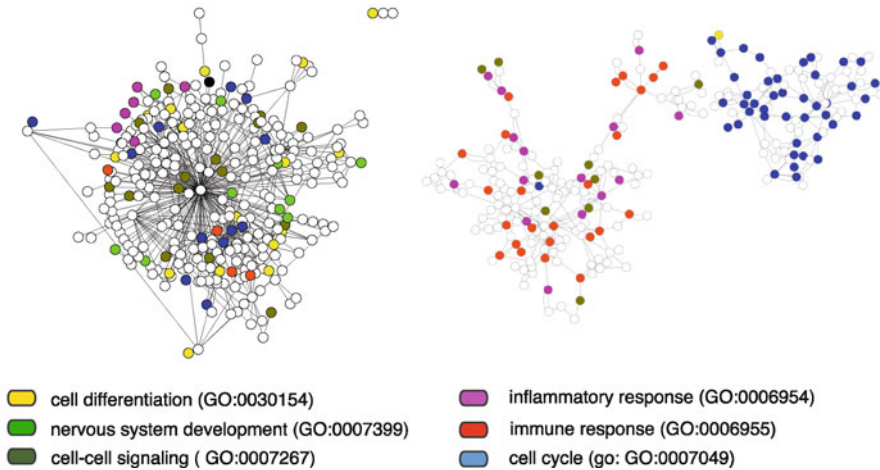 cell differentiation (GO:0030154)
nervous system development (GO:0007399)
cell-cell signaling ( GO:0007267)
inflammatory response (GO:0006954)
immune response (GO:0006955)
cell cycle (go: GO:0007049)